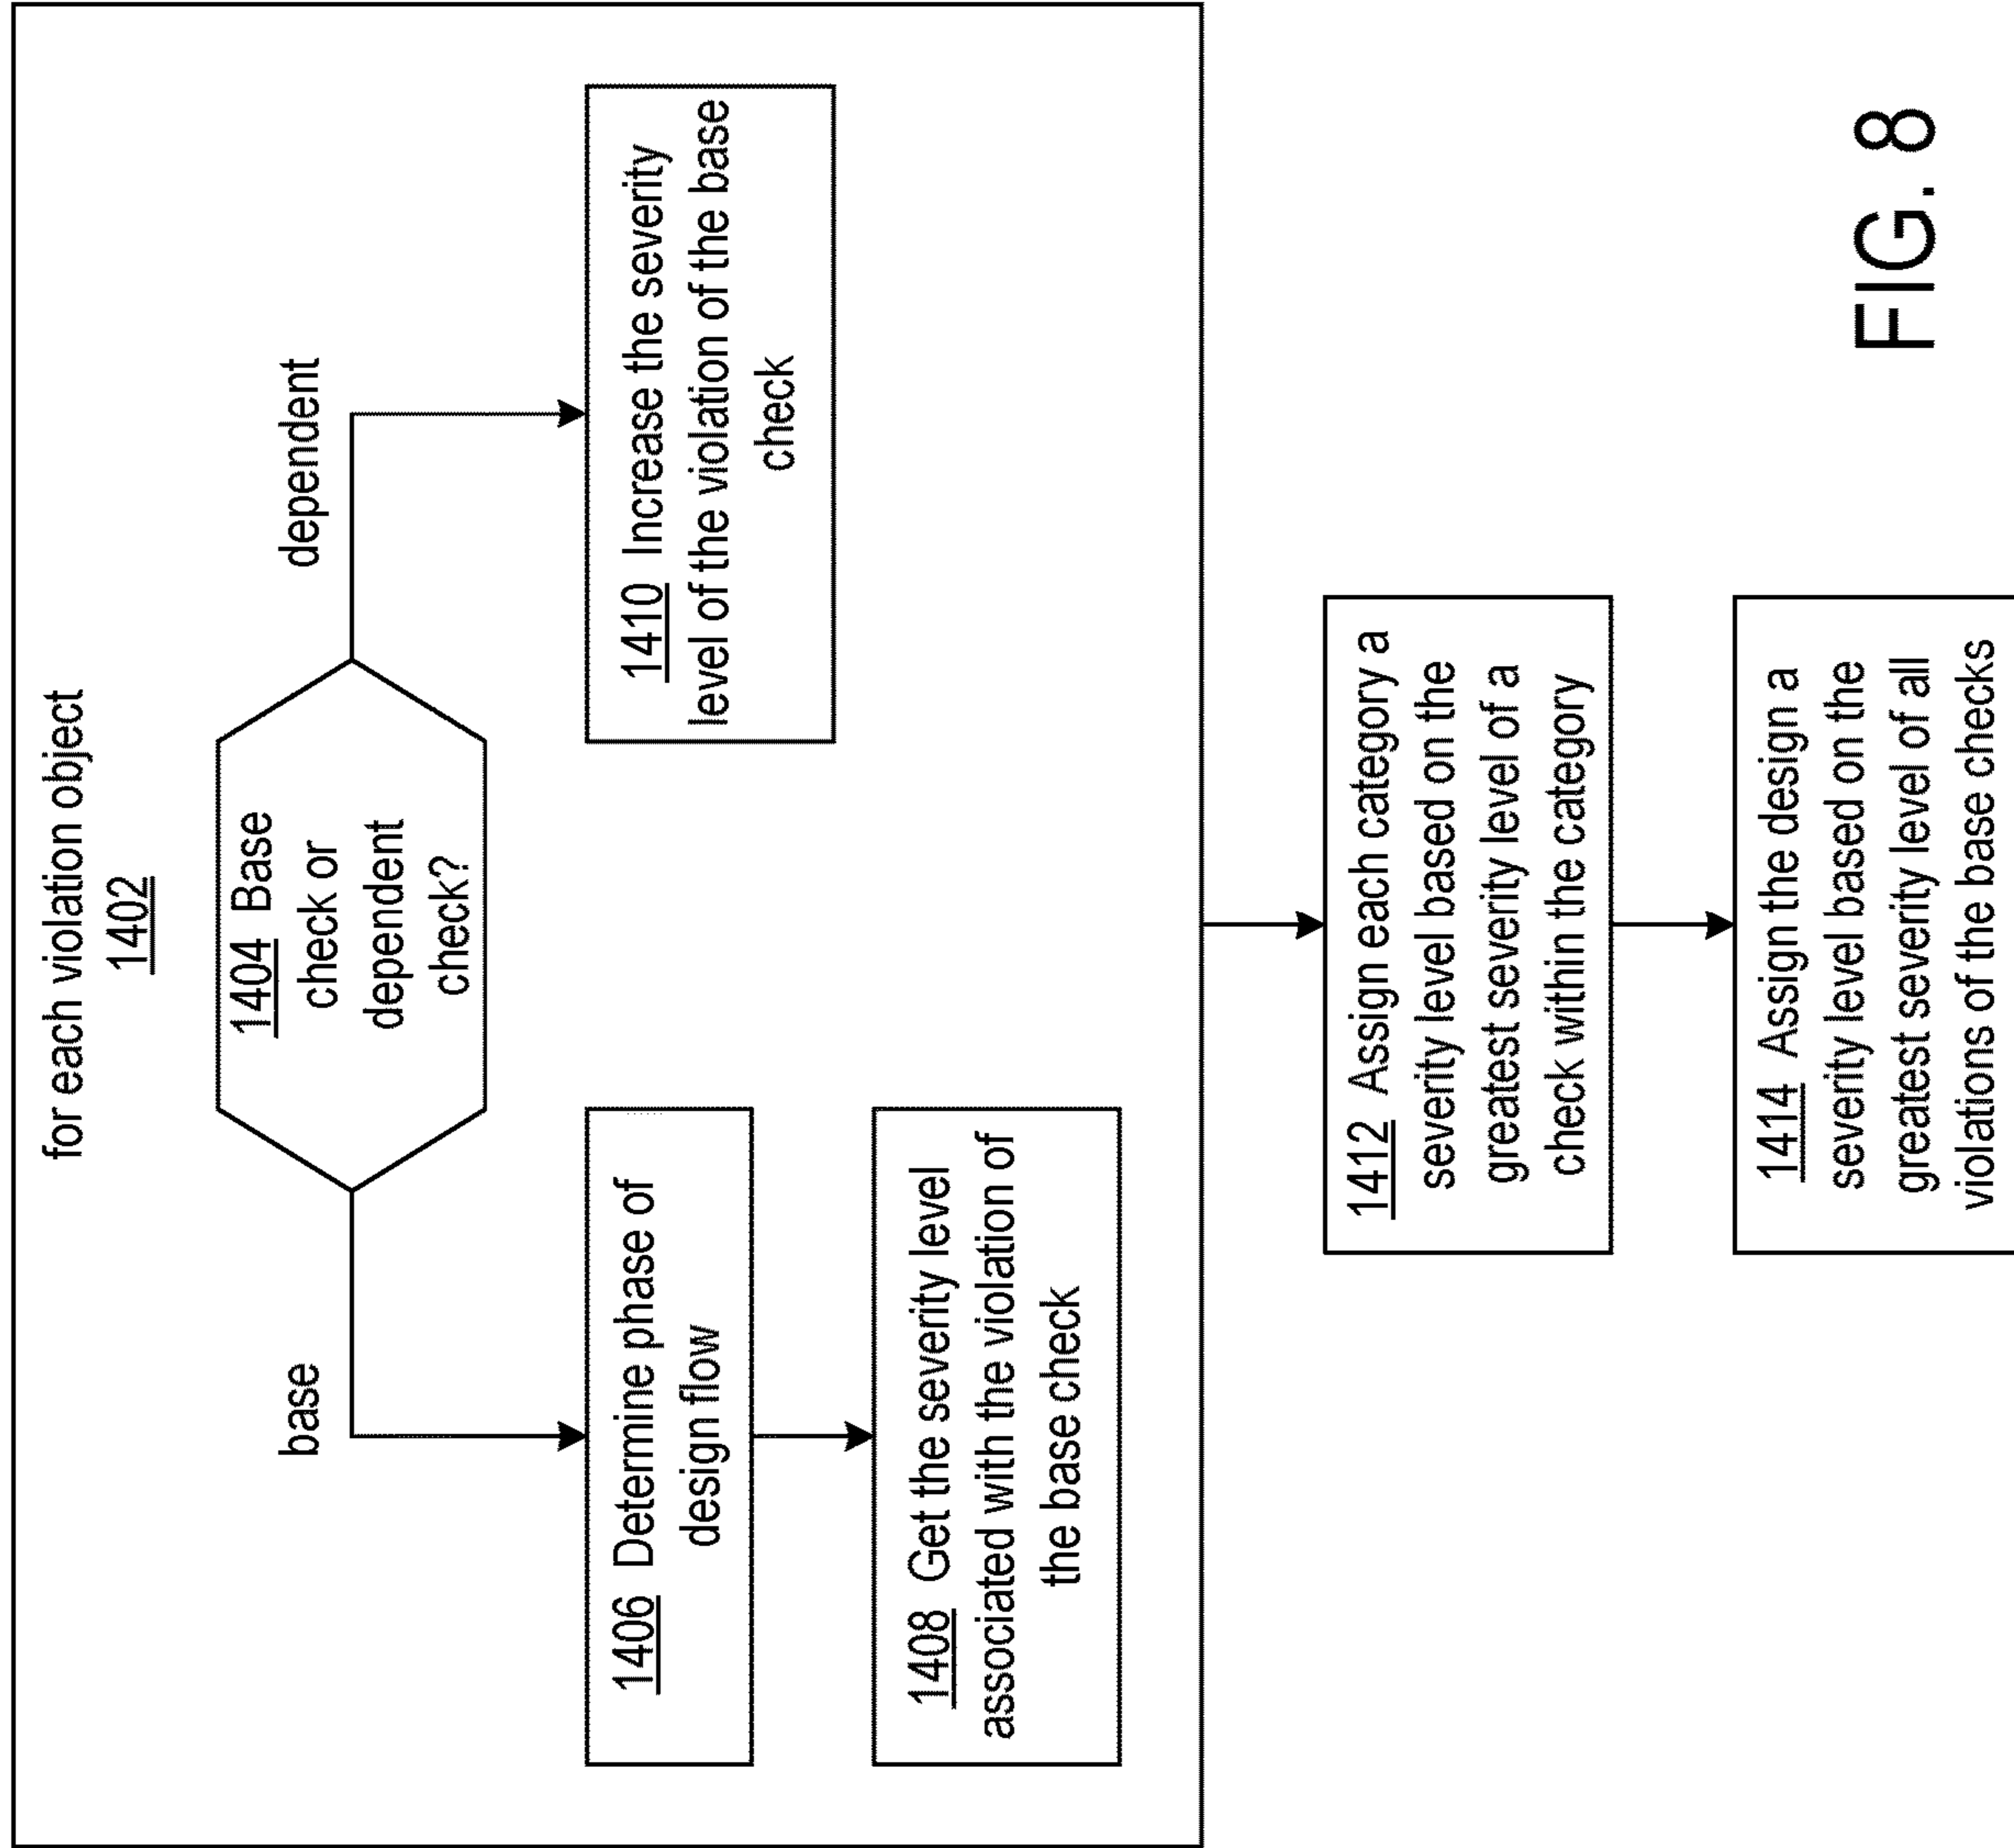 for each violation object
1402
1404 Base
check or
dependent
check?
base
dependent
1406 Determine phase of
design flow
1408 Get the severity level
associated with the violation of
the base check
1410 Increase the severity
level of the violation of the base
check
1412 Assign each category a
severity level based on the
greatest severity level of a
check within the category
1414 Assign the design a
severity level based on the
greatest severity level of all
violations of the base checks
FIG. 8